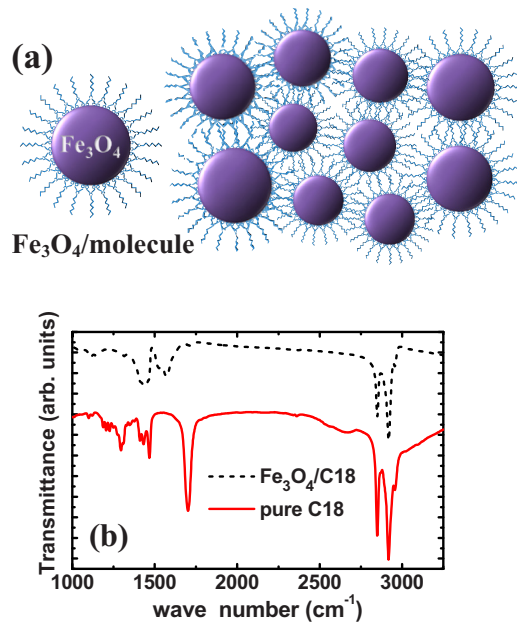 (a)
Fe₃O₄
Fe₃O₄/molecule
Transmittance (arb. units)
Fe₃O₄/C18
pure C18
(b)
1000 1500 2000 2500 3000
wave number (cm⁻¹)